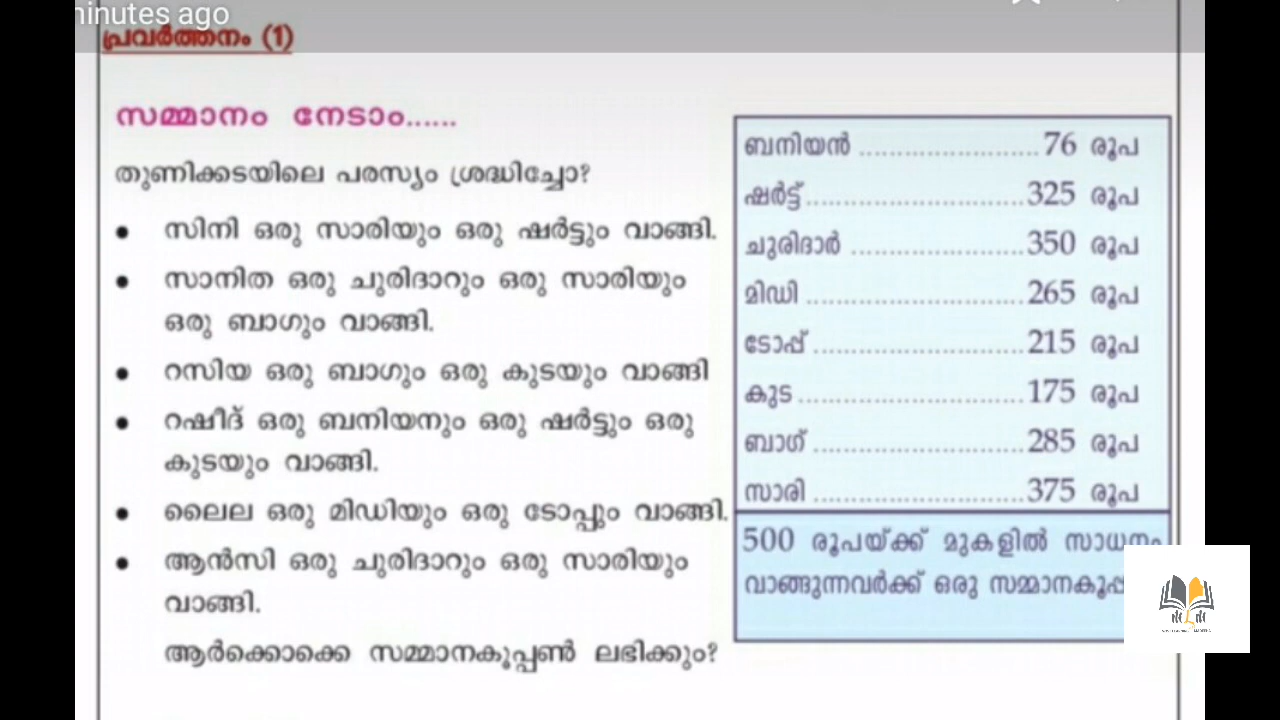 minutes ago
പ്രവർത്തനം (1)
സമ്മാനം നേടാം......
തുണിക്കടയിലെ പരസ്യം ശ്രദ്ധിച്ചോ?
• സിനി ഒരു സാരിയും ഒരു ഷർട്ടും വാങ്ങി.
• സാനിത ഒരു ചുരിദാറും ഒരു സാരിയും
ഒരു ബാഗും വാങ്ങി.
• റസിയ ഒരു ബാഗും ഒരു കുടയും വാങ്ങി
• റഷീദ് ഒരു ബനിയനും ഒരു ഷർട്ടും ഒരു
കുടയും വാങ്ങി.
• ലൈല ഒരു മിഡിയും ഒരു ടോപ്പും വാങ്ങി.
• ആൻസി ഒരു ചുരിദാറും ഒരു സാരിയും
വാങ്ങി.
ആർക്കൊക്കെ സമ്മാനകൂപ്പൺ ലഭിക്കും?
ബനിയൻ ........................76 രൂപ
ഷർട്ട്.............................325 രൂപ
ചുരിദാർ .......................350 രൂപ
മിഡി .............................265 രൂപ
ടോപ്പ് ............................215 രൂപ
കുട ..............................175 രൂപ
ബാഗ് ............................285 രൂപ
സാരി ............................375 രൂപ
500 രൂപയ്ക്ക് മുകളിൽ സാധനം
വാങ്ങുന്നവർക്ക് ഒരു